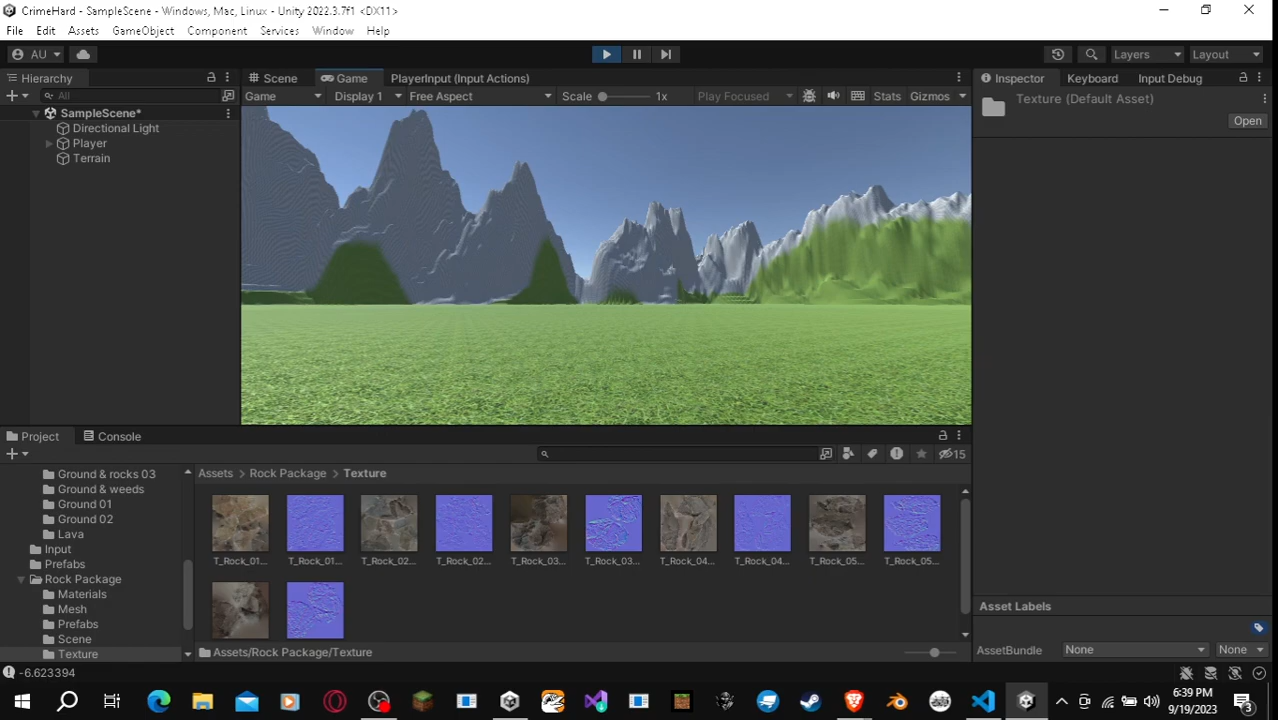 CrimeHard - SampleScene - Windows, Mac, Linux - Unity 2022.3.7f1 <DX11>
File Edit Assets GameObject Component Services Window Help
AU Layers Layout
Hierarchy Scene Game PlayerInput (Input Actions) Inspector Keyboard Input Debug
All Game Display 1 Free Aspect Scale 1x Play Focused Stats Gizmos Texture (Default Asset)
SampleScene* Open
Directional Light
Player
Terrain
Project Console
15
Ground & rocks 03 Assets > Rock Package > Texture
Ground & weeds
Ground 01
Ground 02
Lava
Input T_Rock_01... T_Rock_01... T_Rock_02... T_Rock_02... T_Rock_03... T_Rock_03... T_Rock_04... T_Rock_04... T_Rock_05... T_Rock_05...
Prefabs
Rock Package
Materials
Mesh Asset Labels
Prefabs
Scene
Texture Assets/Rock Package/Texture AssetBundle None None
-6.623394
6:39 PM
9/19/2023
3